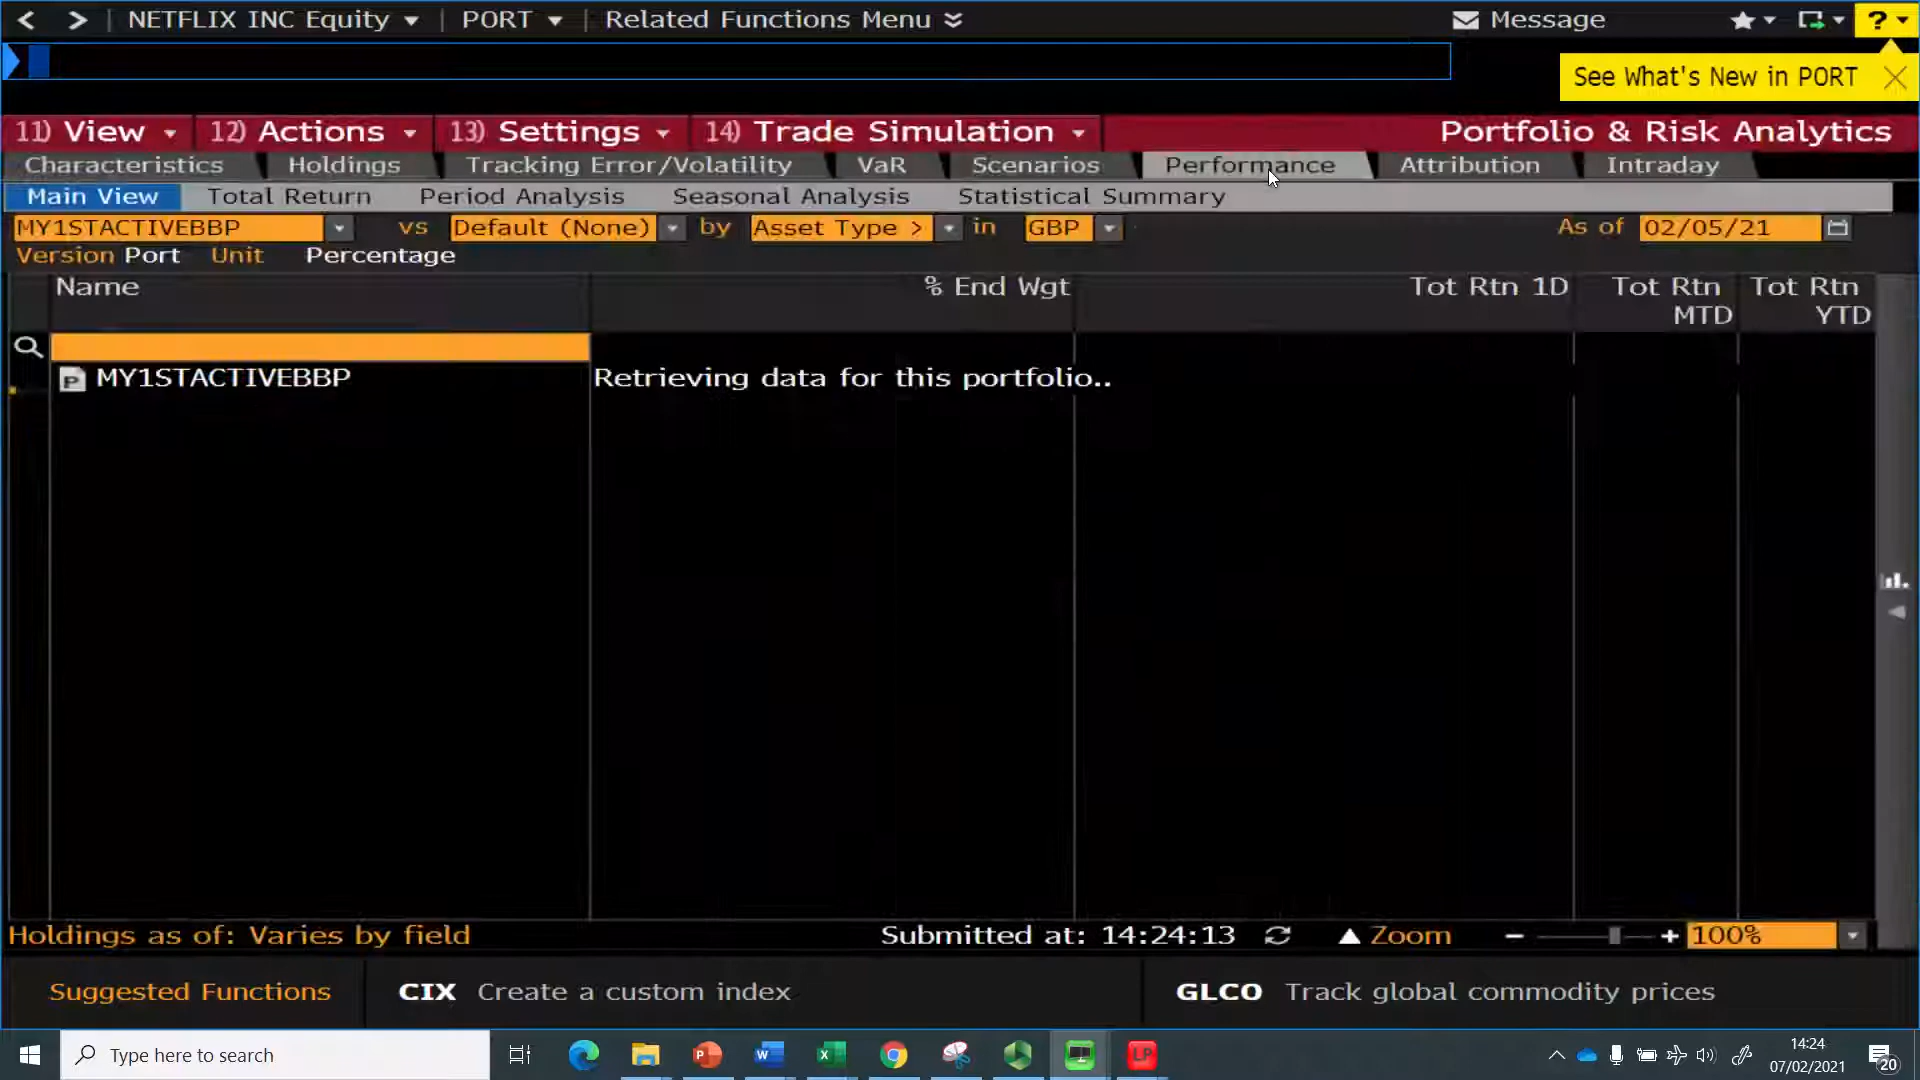 NETFLIX INC Equity | PORT | Related Functions Menu Message ?
See What's New in PORT
11) View 12) Actions 13) Settings 14) Trade Simulation Portfolio & Risk Analytics
Characteristics Holdings Tracking Error/Volatility VaR Scenarios Performance Attribution Intraday
Main View Total Return Period Analysis Seasonal Analysis Statistical Summary
MY1STACTIVEBBP vs Default (None) by Asset Type > in GBP As of 02/05/21
Version Port Unit Percentage
Name % End Wgt Tot Rtn 1D Tot Rtn Tot Rtn
MTD YTD
P MY1STACTIVEBBP Retrieving data for this portfolio..
Holdings as of: Varies by field Submitted at: 14:24:13 Zoom - + 100%
Suggested Functions CIX Create a custom index GLCO Track global commodity prices
Type here to search 14:24
07/02/2021
20